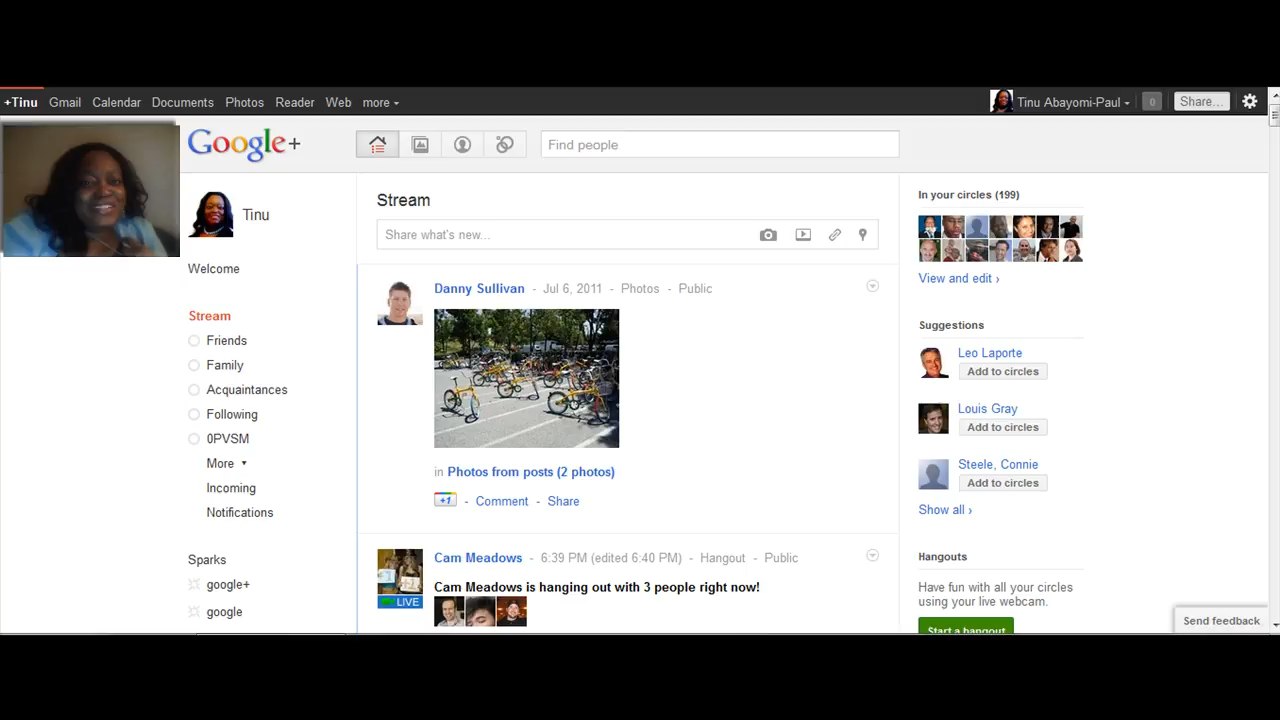 +Tinu Gmail Calendar Documents Photos Reader Web more
Tinu Abayomi-Paul 0 Share...
Google+
Find people
Tinu
Welcome
Stream
Friends
Family
Acquaintances
Following
0PVSM
More
Incoming
Notifications
Sparks
google+
google
Stream
Share what's new...
Danny Sullivan - Jul 6, 2011 - Photos - Public
in Photos from posts (2 photos)
+1 - Comment - Share
Cam Meadows - 6:39 PM (edited 6:40 PM) - Hangout - Public
Cam Meadows is hanging out with 3 people right now!
LIVE
In your circles (199)
View and edit ›
Suggestions
Leo Laporte
Add to circles
Louis Gray
Add to circles
Steele, Connie
Add to circles
Show all ›
Hangouts
Have fun with all your circles
using your live webcam.
Start a hangout
Send feedback